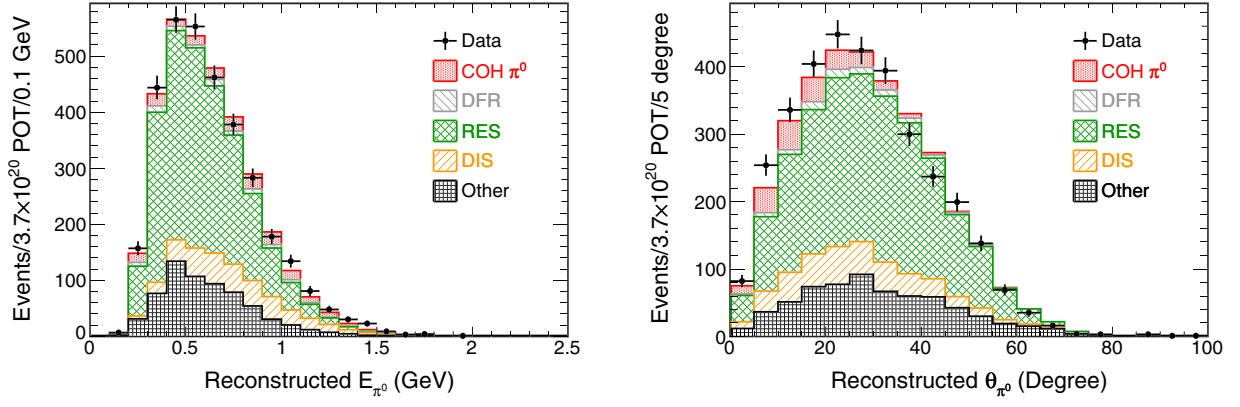 Events/3.7×10²⁰ POT/0.1 GeV
500
400
300
200
100
0
0 0.5 1 1.5 2 2.5
Reconstructed E_π⁰ (GeV)
Data
COH π⁰
DFR
RES
DIS
Other
Events/3.7×10²⁰ POT/5 degree
400
300
200
100
0
0 20 40 60 80 100
Reconstructed θ_π⁰ (Degree)
Data
COH π⁰
DFR
RES
DIS
Other